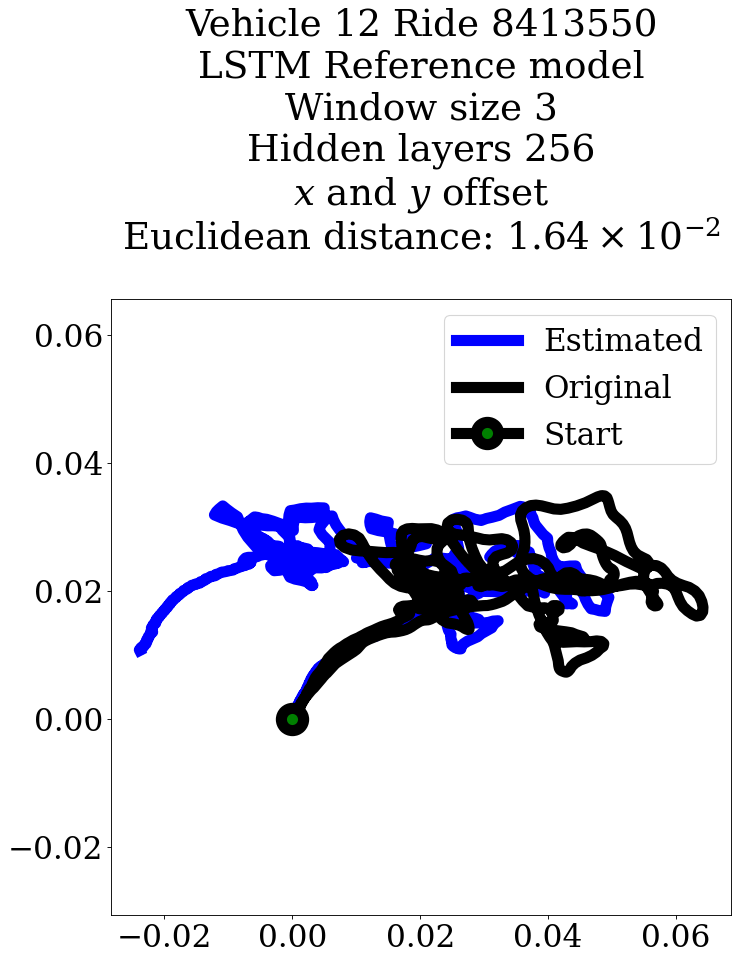 Vehicle 12 Ride 8413550
LSTM Reference model
Window size 3
Hidden layers 256
x and y offset
Euclidean distance: 1.64 × 10⁻²
Estimated
Original
Start
0.06
0.04
0.02
0.00
−0.02
−0.02 0.00 0.02 0.04 0.06